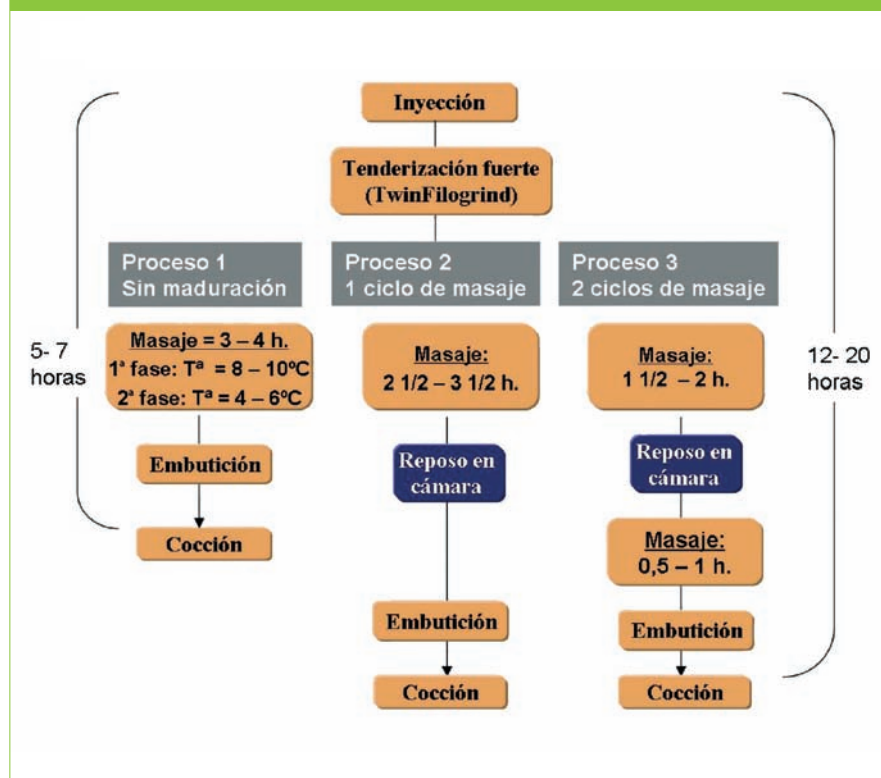 Inyección
Tenderización fuerte
(TwinFilogrind)
Proceso 1
Sin maduración
Proceso 2
1 ciclo de masaje
Proceso 3
2 ciclos de masaje
5- 7
horas
Masaje = 3 – 4 h.
1ª fase: Tª = 8 – 10ºC
2ª fase: Tª = 4 – 6ºC
Embutición
Cocción
Masaje:
2 1/2 – 3 1/2 h.
Reposo en
cámara
Embutición
Cocción
Masaje:
1 1/2 – 2 h.
Reposo en
cámara
Masaje:
0,5 – 1 h.
Embutición
Cocción
12- 20
horas